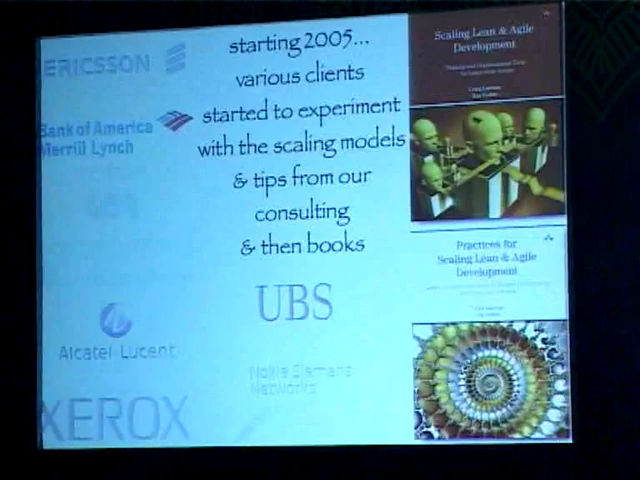 ERICSSON
Bank of America
Merrill Lynch
Alcatel·Lucent
XEROX
starting 2005...
various clients
started to experiment
with the scaling models
& tips from our
consulting
& then books
UBS
Nokia Siemens
Networks
Scaling Lean & Agile
Development
Practices for
Scaling Lean & Agile
Development